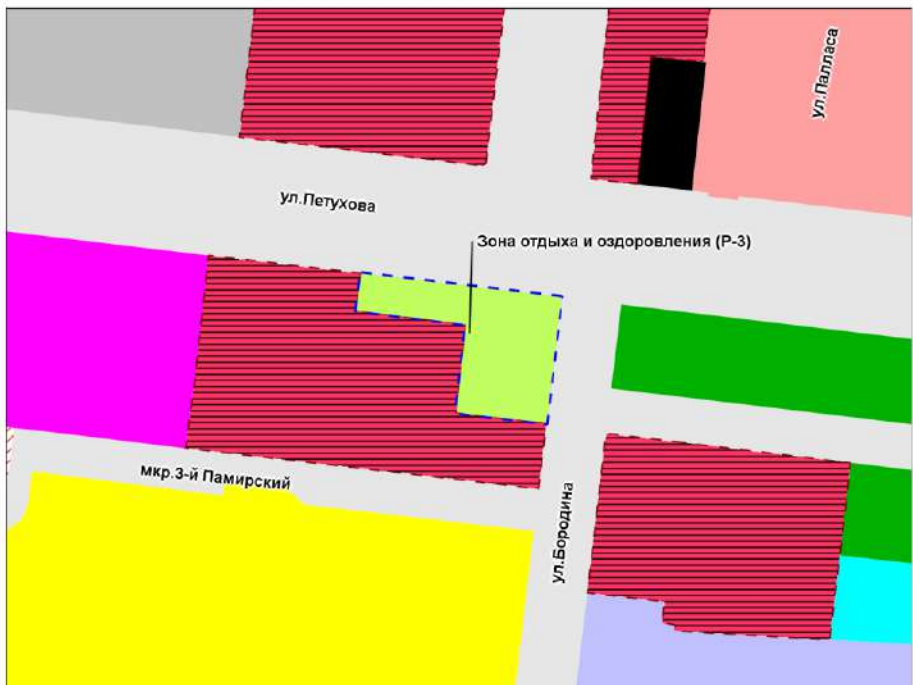 ул.Палласа
ул.Петухова
Зона отдыха и оздоровления (Р-3)
мкр.3-й Памирский
ул.Бородина